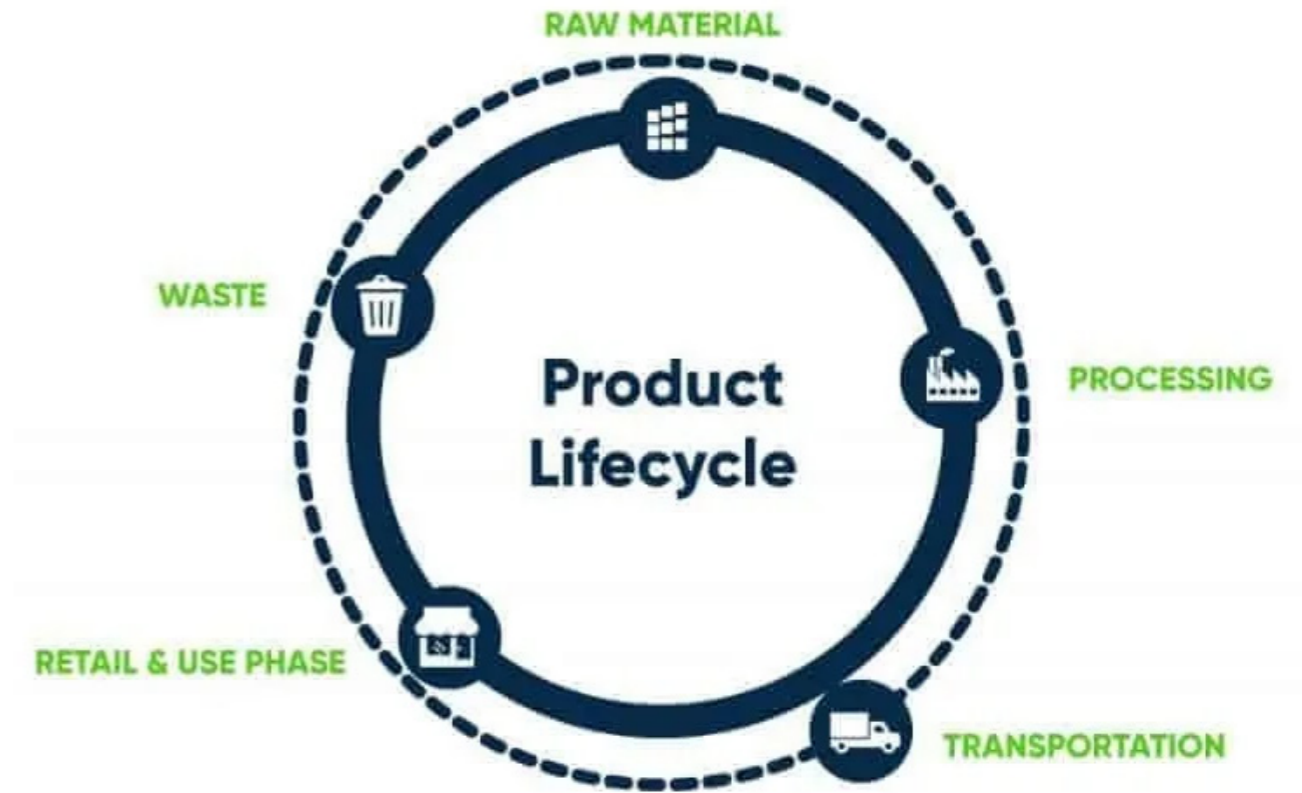 RAW MATERIAL
WASTE
PROCESSING
Product
Lifecycle
RETAIL & USE PHASE
TRANSPORTATION